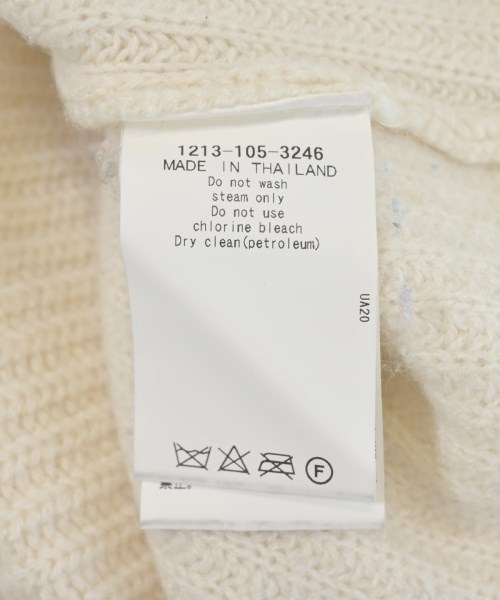 1213-105-3246
MADE IN THAILAND
Do not wash
steam only
Do not use
chlorine bleach
Dry clean(petroleum)
UA20
F